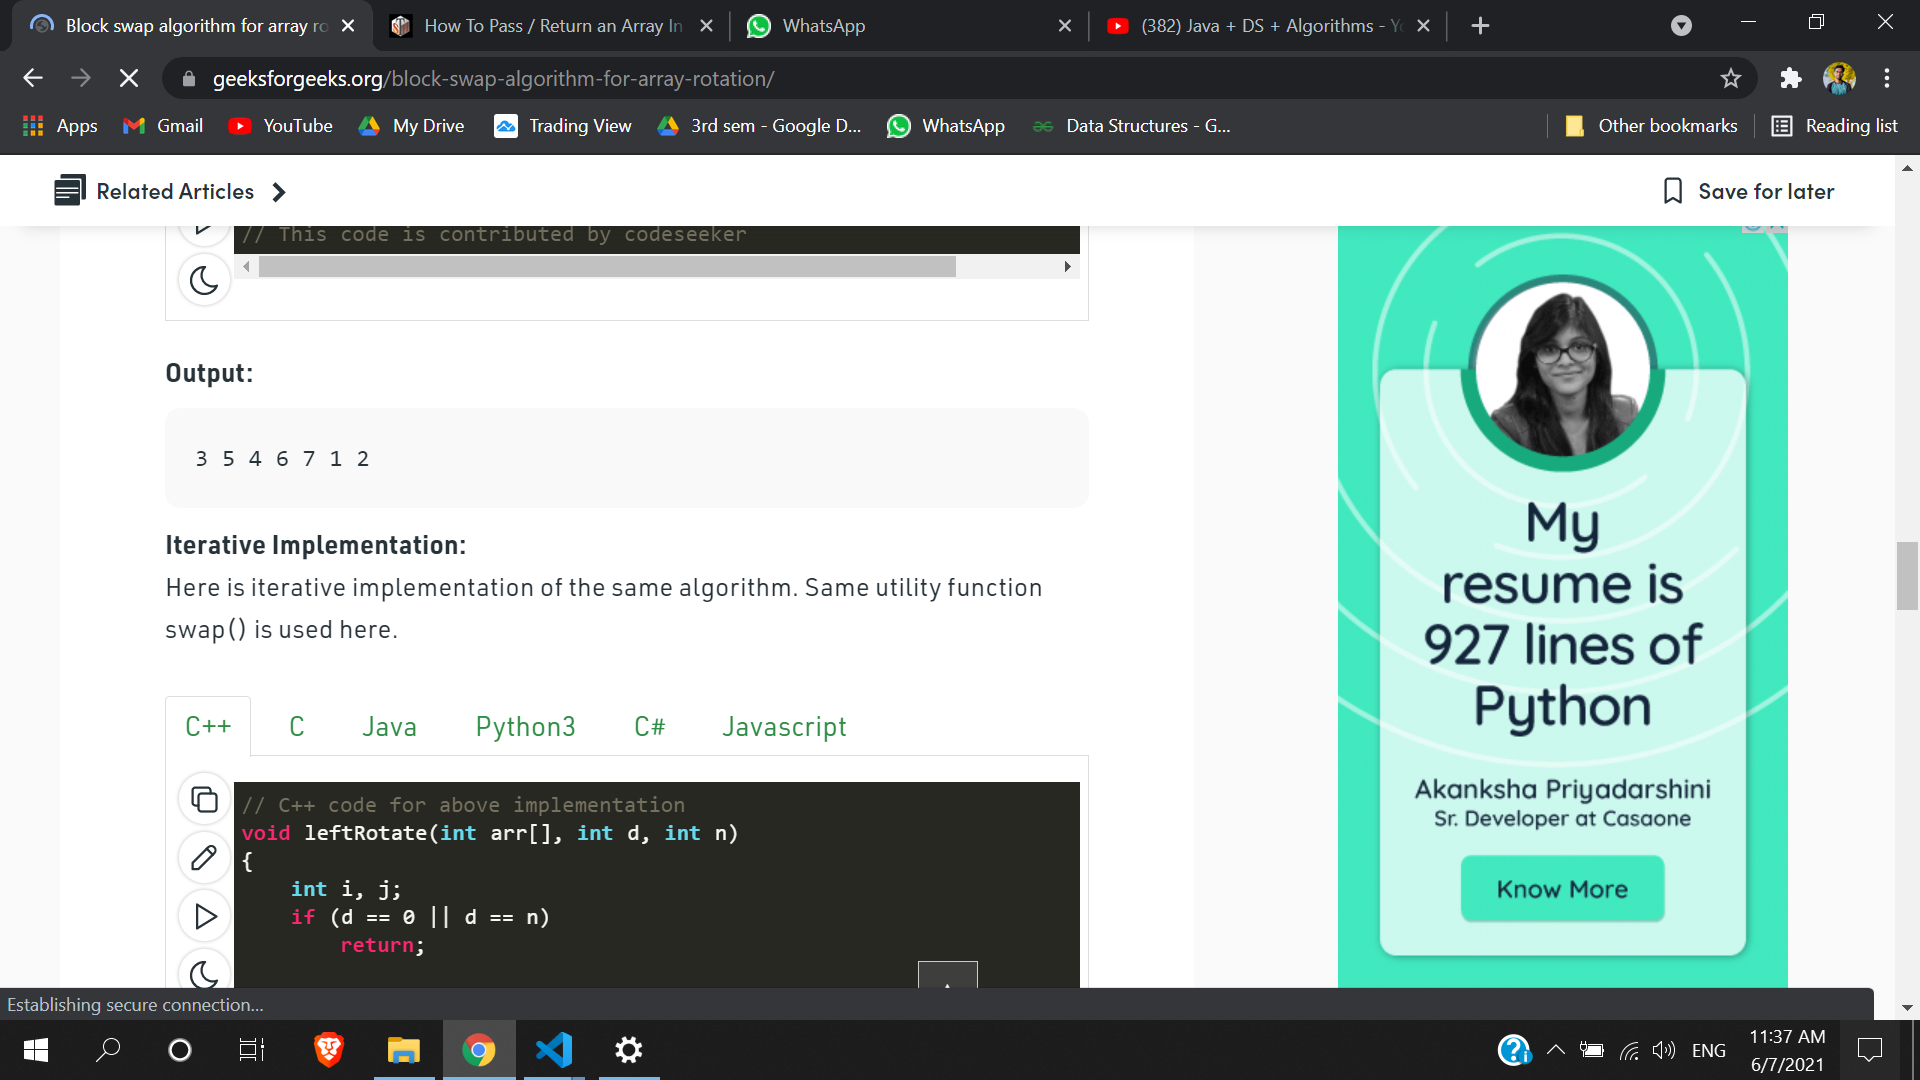 Block swap algorithm for array ro
How To Pass / Return an Array In
WhatsApp
(382) Java + DS + Algorithms - Yo
geeksforgeeks.org/block-swap-algorithm-for-array-rotation/
Apps
Gmail
YouTube
My Drive
Trading View
3rd sem - Google D...
WhatsApp
Data Structures - G...
Other bookmarks
Reading list
Related Articles
Save for later
// This code is contributed by codeseeker
Output:
3 5 4 6 7 1 2
Iterative Implementation:
Here is iterative implementation of the same algorithm. Same utility function
swap() is used here.
C++
C
Java
Python3
C#
Javascript
// C++ code for above implementation
void leftRotate(int arr[], int d, int n)
{
int i, j;
if (d == 0 || d == n)
return;
My
resume is
927 lines of
Python
Akanksha Priyadarshini
Sr. Developer at Casaone
Know More
Establishing secure connection...
ENG
11:37 AM
6/7/2021